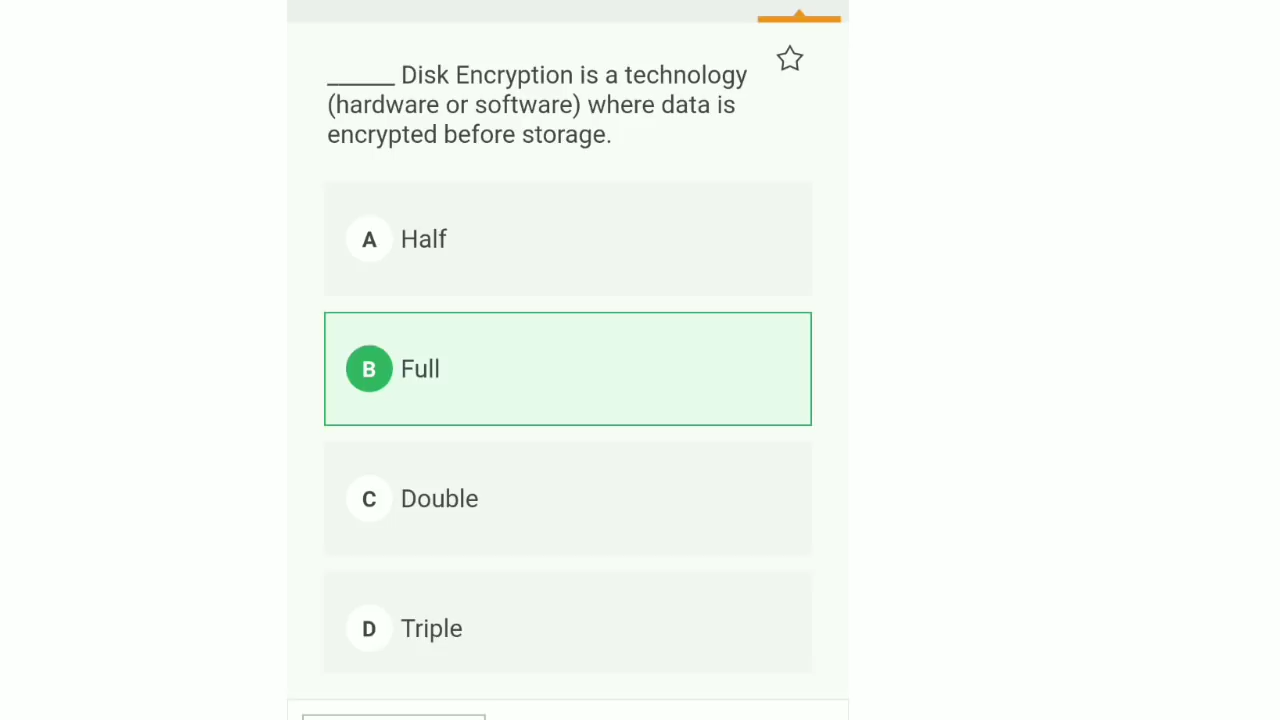 ______ Disk Encryption is a technology
(hardware or software) where data is
encrypted before storage.
A Half
B Full
C Double
D Triple